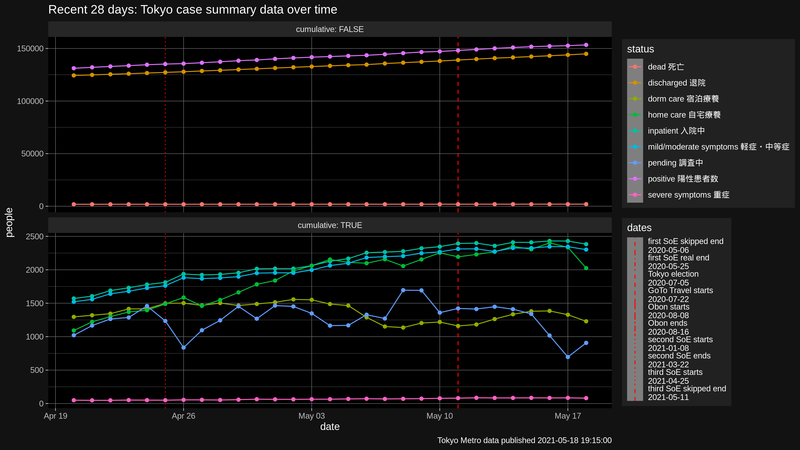 Recent 28 days: Tokyo case summary data over time
cumulative: FALSE
150000
100000
50000
0
people
cumulative: TRUE
2500
2000
1500
1000
500
0
Apr 19
Apr 26
May 03
May 10
May 17
date
Tokyo Metro data published 2021-05-18 19:15:00
status
dead 死亡
discharged 退院
dorm care 宿泊療養
home care 自宅療養
inpatient 入院中
mild/moderate symptoms 軽症・中等症
pending 調査中
positive 陽性患者数
severe symptoms 重症
dates
first SoE skipped end
2020-05-06
first SoE real end
2020-05-25
Tokyo election
2020-07-05
GoTo Travel starts
2020-07-22
Obon starts
2020-08-08
Obon ends
2020-08-16
second SoE starts
2021-01-08
second SoE ends
2021-03-22
third SoE starts
2021-04-25
third SoE skipped end
2021-05-11